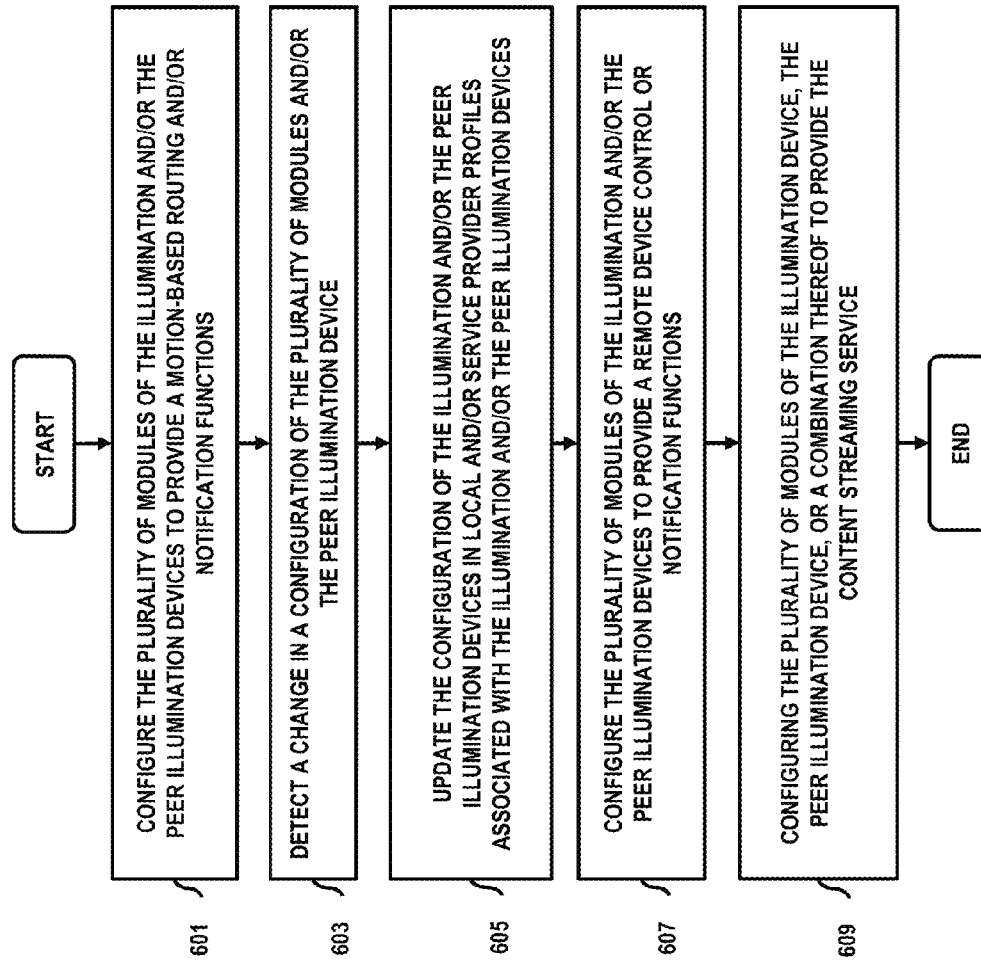 START
601
CONFIGURE THE PLURALITY OF MODULES OF THE ILLUMINATION AND/OR THE
PEER ILLUMINATION DEVICES TO PROVIDE A MOTION-BASED ROUTING AND/OR
NOTIFICATION FUNCTIONS
603
DETECT A CHANGE IN A CONFIGURATION OF THE PLURALITY OF MODULES AND/OR
THE PEER ILLUMINATION DEVICE
605
UPDATE THE CONFIGURATION OF THE ILLUMINATION AND/OR THE PEER
ILLUMINATION DEVICES IN LOCAL AND/OR SERVICE PROVIDER PROFILES
ASSOCIATED WITH THE ILLUMINATION AND/OR THE PEER ILLUMINATION DEVICES
607
CONFIGURE THE PLURALITY OF MODULES OF THE ILLUMINATION AND/OR THE
PEER ILLUMINATION DEVICES TO PROVIDE A REMOTE DEVICE CONTROL OR
NOTIFICATION FUNCTIONS
609
CONFIGURING THE PLURALITY OF MODULES OF THE ILLUMINATION DEVICE, THE
PEER ILLUMINATION DEVICE, OR A COMBINATION THEREOF TO PROVIDE THE
CONTENT STREAMING SERVICE
END